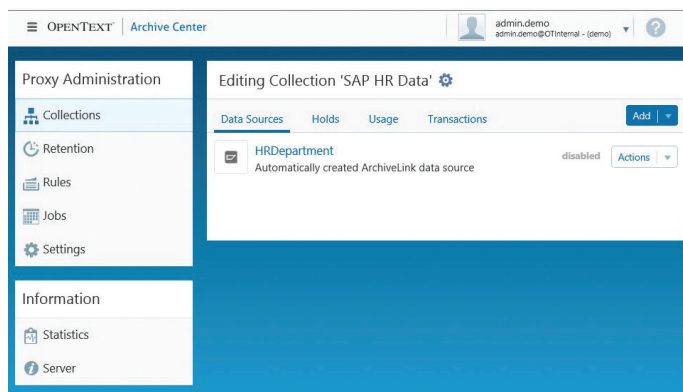 OPENTEXT™ Archive Center
admin.demo
admin.demo@OTInternal - (demo)
?
Proxy Administration
Collections
Retention
Rules
Jobs
Settings
Information
Statistics
Server
Editing Collection 'SAP HR Data'
Data Sources Holds Usage Transactions Add
HRDepartment
Automatically created ArchiveLink data source
disabled Actions